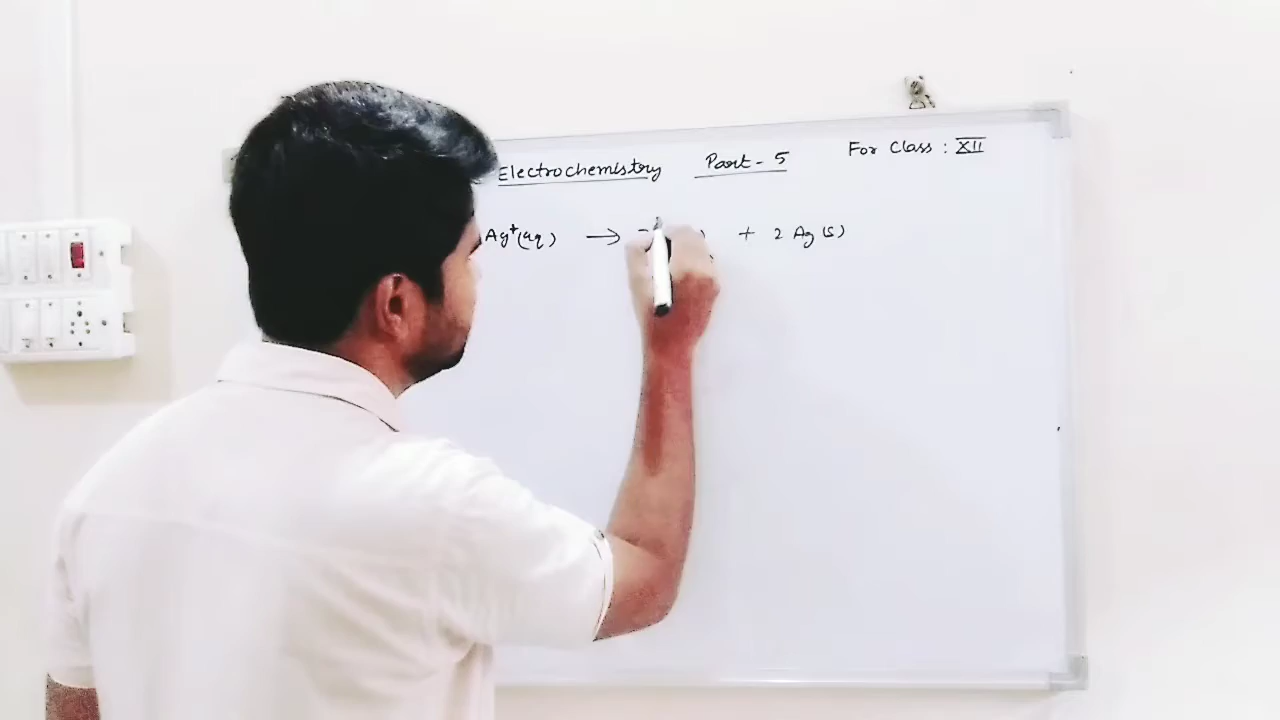 Electrochemistry Part - 5 For Class : XII
Ag⁺(aq) → + 2 Ag (s)